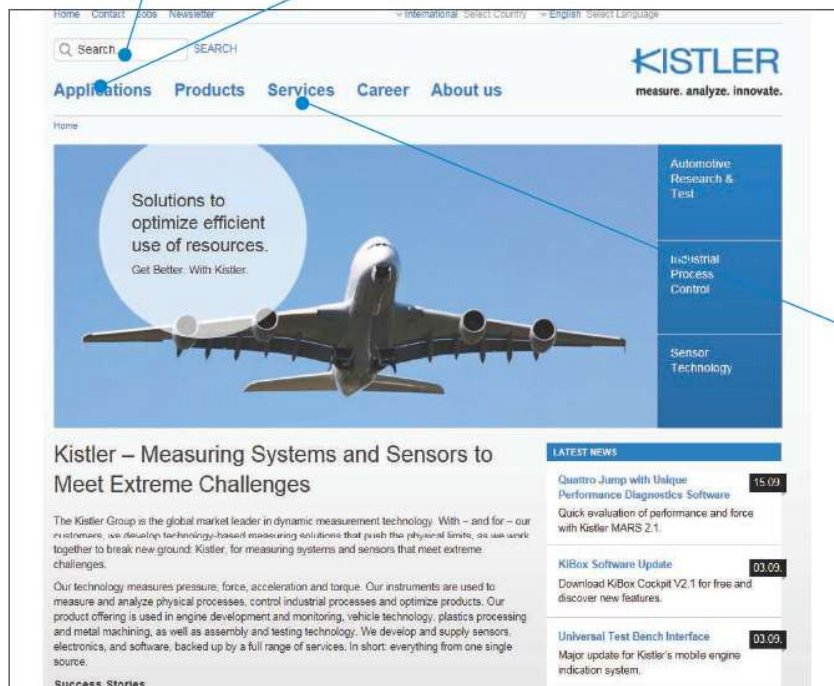 Home Contact Jobs Newsletter International Select Country English Select Language
Search SEARCH
KISTLER
measure. analyze. innovate.
Applications Products Services Career About us
Home
Solutions to
optimize efficient
use of resources.
Get Better. With Kistler.
Automotive
Research &
Test
Industrial
Process
Control
Sensor
Technology
Kistler – Measuring Systems and Sensors to
Meet Extreme Challenges
The Kistler Group is the global market leader in dynamic measurement technology. With – and for – our
customers, we develop technology-based measuring solutions that push the physical limits, as we work
together to break new ground: Kistler, for measuring systems and sensors that meet extreme
challenges.
Our technology measures pressure, force, acceleration and torque. Our instruments are used to
measure and analyze physical processes, control industrial processes and optimize products. Our
product offering is used in engine development and monitoring, vehicle technology, plastics processing
and metal machining, as well as assembly and testing technology. We develop and supply sensors,
electronics, and software, backed up by a full range of services. In short: everything from one single
source.
Success Stories
LATEST NEWS
Quattro Jump with Unique 15.09.
Performance Diagnostics Software
Quick evaluation of performance and force
with Kistler MARS 2.1.
KiBox Software Update 03.09.
Download KiBox Cockpit V2.1 for free and
discover new features.
Universal Test Bench Interface 03.09.
Major update for Kistler's mobile engine
indication system.